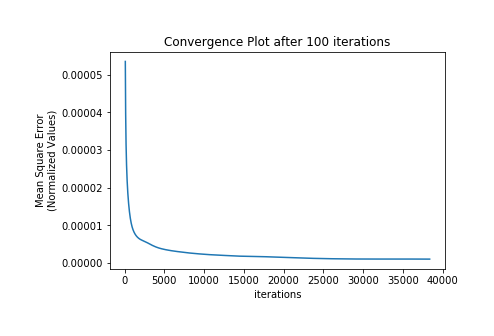 Convergence Plot after 100 iterations
Mean Square Error
(Normalized Values)
0.00005
0.00004
0.00003
0.00002
0.00001
0.00000
0 5000 10000 15000 20000 25000 30000 35000 40000
iterations